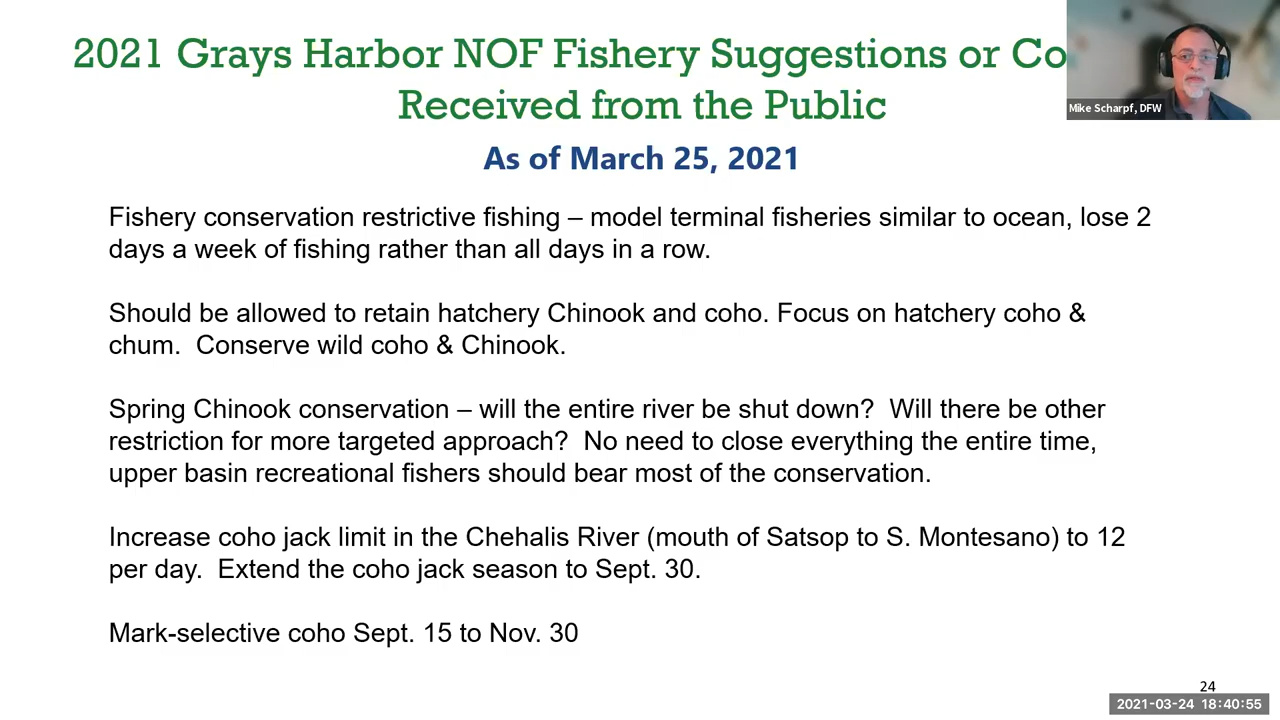 2021 Grays Harbor NOF Fishery Suggestions or Co
Received from the Public
As of March 25, 2021
Mike Scharpf, DFW
Fishery conservation restrictive fishing – model terminal fisheries similar to ocean, lose 2
days a week of fishing rather than all days in a row.
Should be allowed to retain hatchery Chinook and coho. Focus on hatchery coho &
chum.  Conserve wild coho & Chinook.
Spring Chinook conservation – will the entire river be shut down?  Will there be other
restriction for more targeted approach?  No need to close everything the entire time,
upper basin recreational fishers should bear most of the conservation.
Increase coho jack limit in the Chehalis River (mouth of Satsop to S. Montesano) to 12
per day.  Extend the coho jack season to Sept. 30.
Mark-selective coho Sept. 15 to Nov. 30
24
2021-03-24 18:40:55